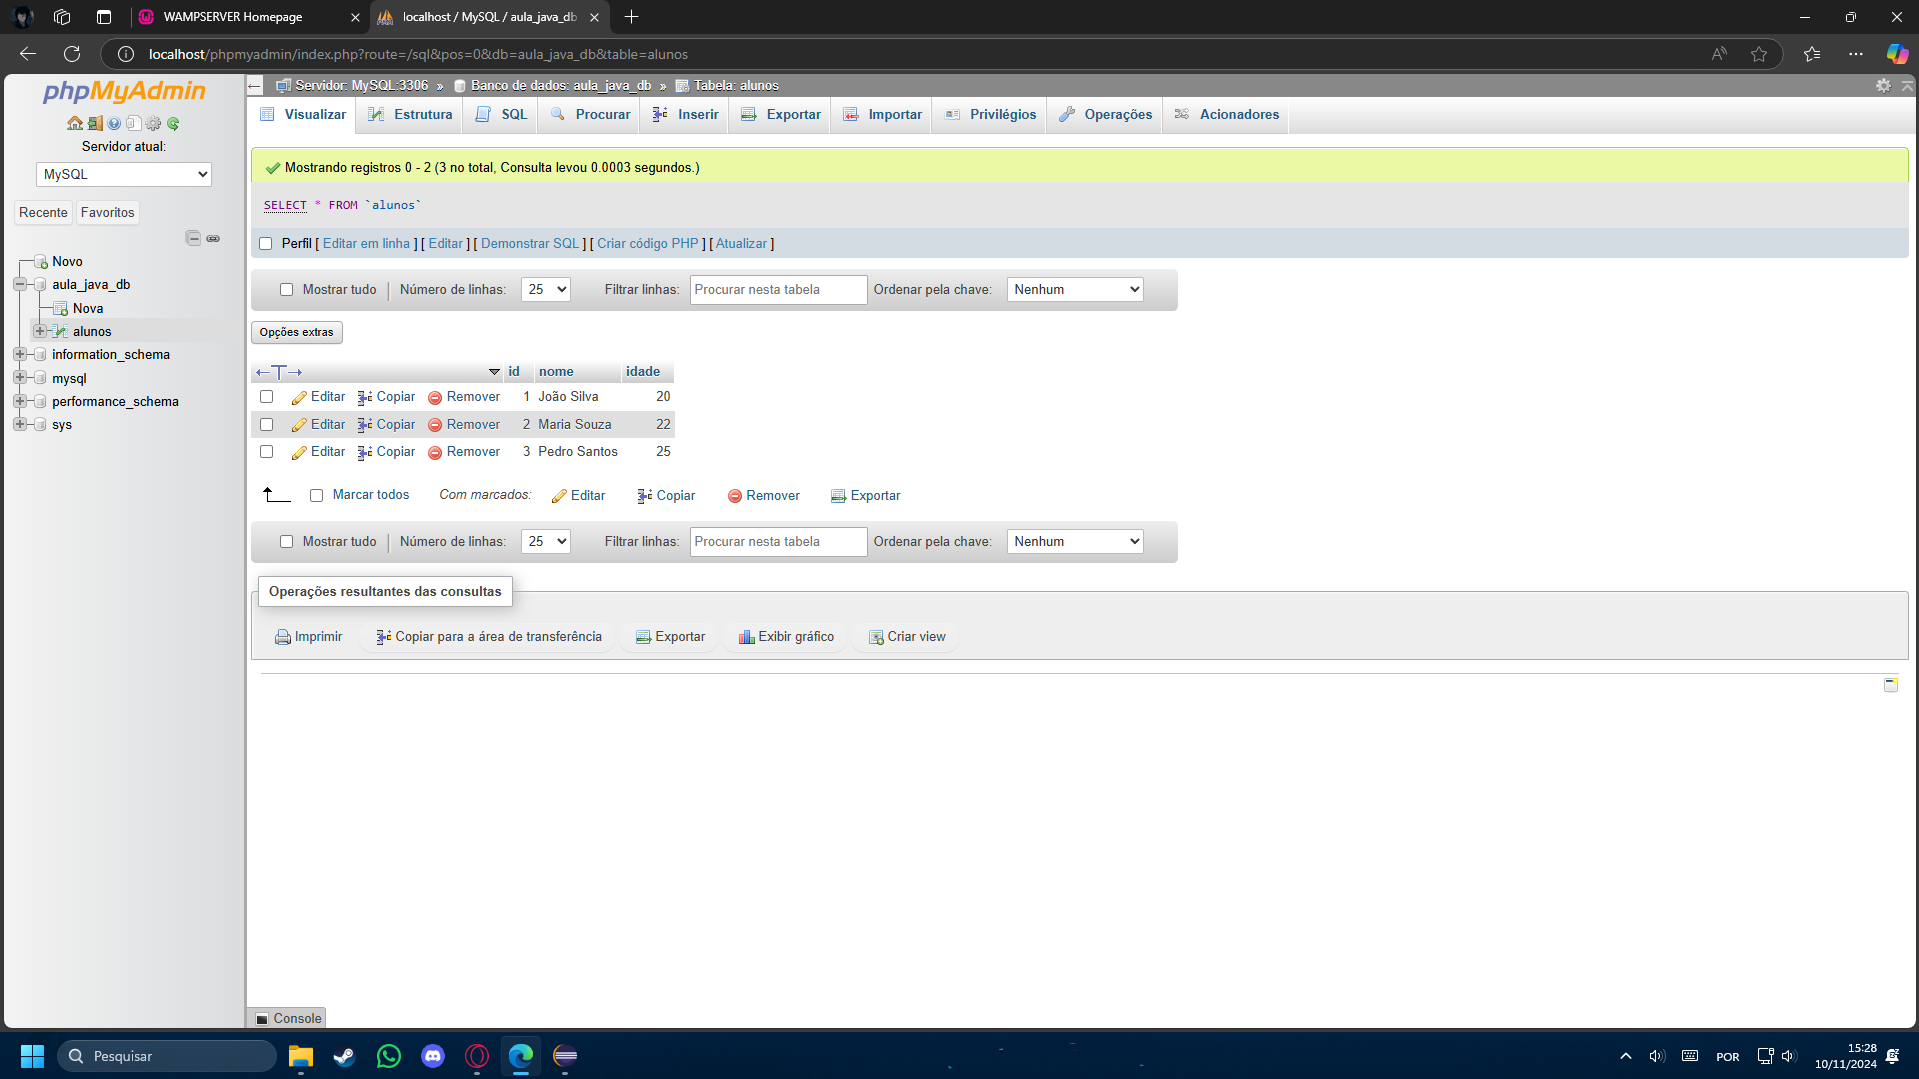 WAMPSERVER Homepage
localhost / MySQL / aula_java_db
localhost/phpmyadmin/index.php?route=/sql&pos=0&db=aula_java_db&table=alunos
phpMyAdmin
Servidor atual:
MySQL
Recente Favoritos
Novo
aula_java_db
Nova
alunos
information_schema
mysql
performance_schema
sys
Servidor: MySQL:3306 » Banco de dados: aula_java_db » Tabela: alunos
Visualizar Estrutura SQL Procurar Inserir Exportar Importar Privilégios Operações Acionadores
Mostrando registros 0 - 2 (3 no total, Consulta levou 0.0003 segundos.)
SELECT * FROM `alunos`
Perfil [ Editar em linha ] [ Editar ] [ Demonstrar SQL ] [ Criar código PHP ] [ Atualizar ]
Mostrar tudo Número de linhas: 25 Filtrar linhas: Procurar nesta tabela Ordenar pela chave: Nenhum
Opções extras
←T→ id nome idade
Editar Copiar Remover 1 João Silva 20
Editar Copiar Remover 2 Maria Souza 22
Editar Copiar Remover 3 Pedro Santos 25
Marcar todos Com marcados: Editar Copiar Remover Exportar
Mostrar tudo Número de linhas: 25 Filtrar linhas: Procurar nesta tabela Ordenar pela chave: Nenhum
Operações resultantes das consultas
Imprimir Copiar para a área de transferência Exportar Exibir gráfico Criar view
Console
Pesquisar
POR
15:28
10/11/2024